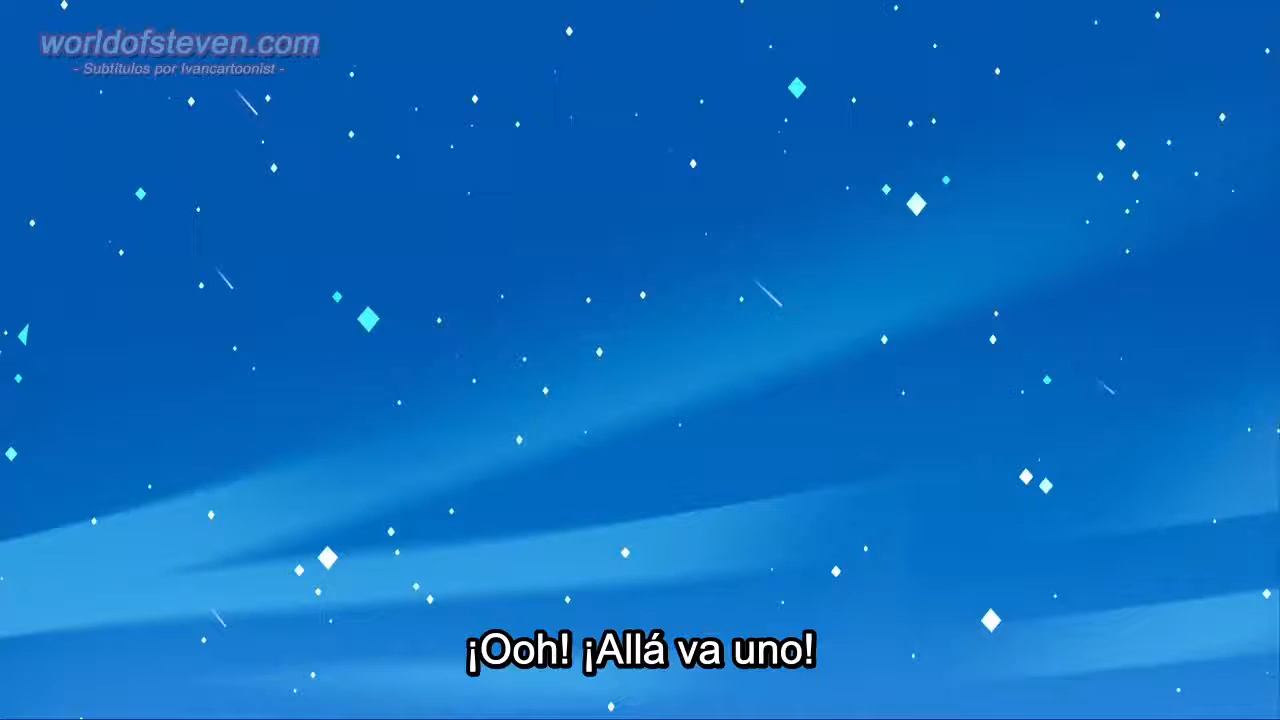 worldofsteven.com
- Subtítulos por Ivancartoonist -
¡Ooh! ¡Allá va uno!